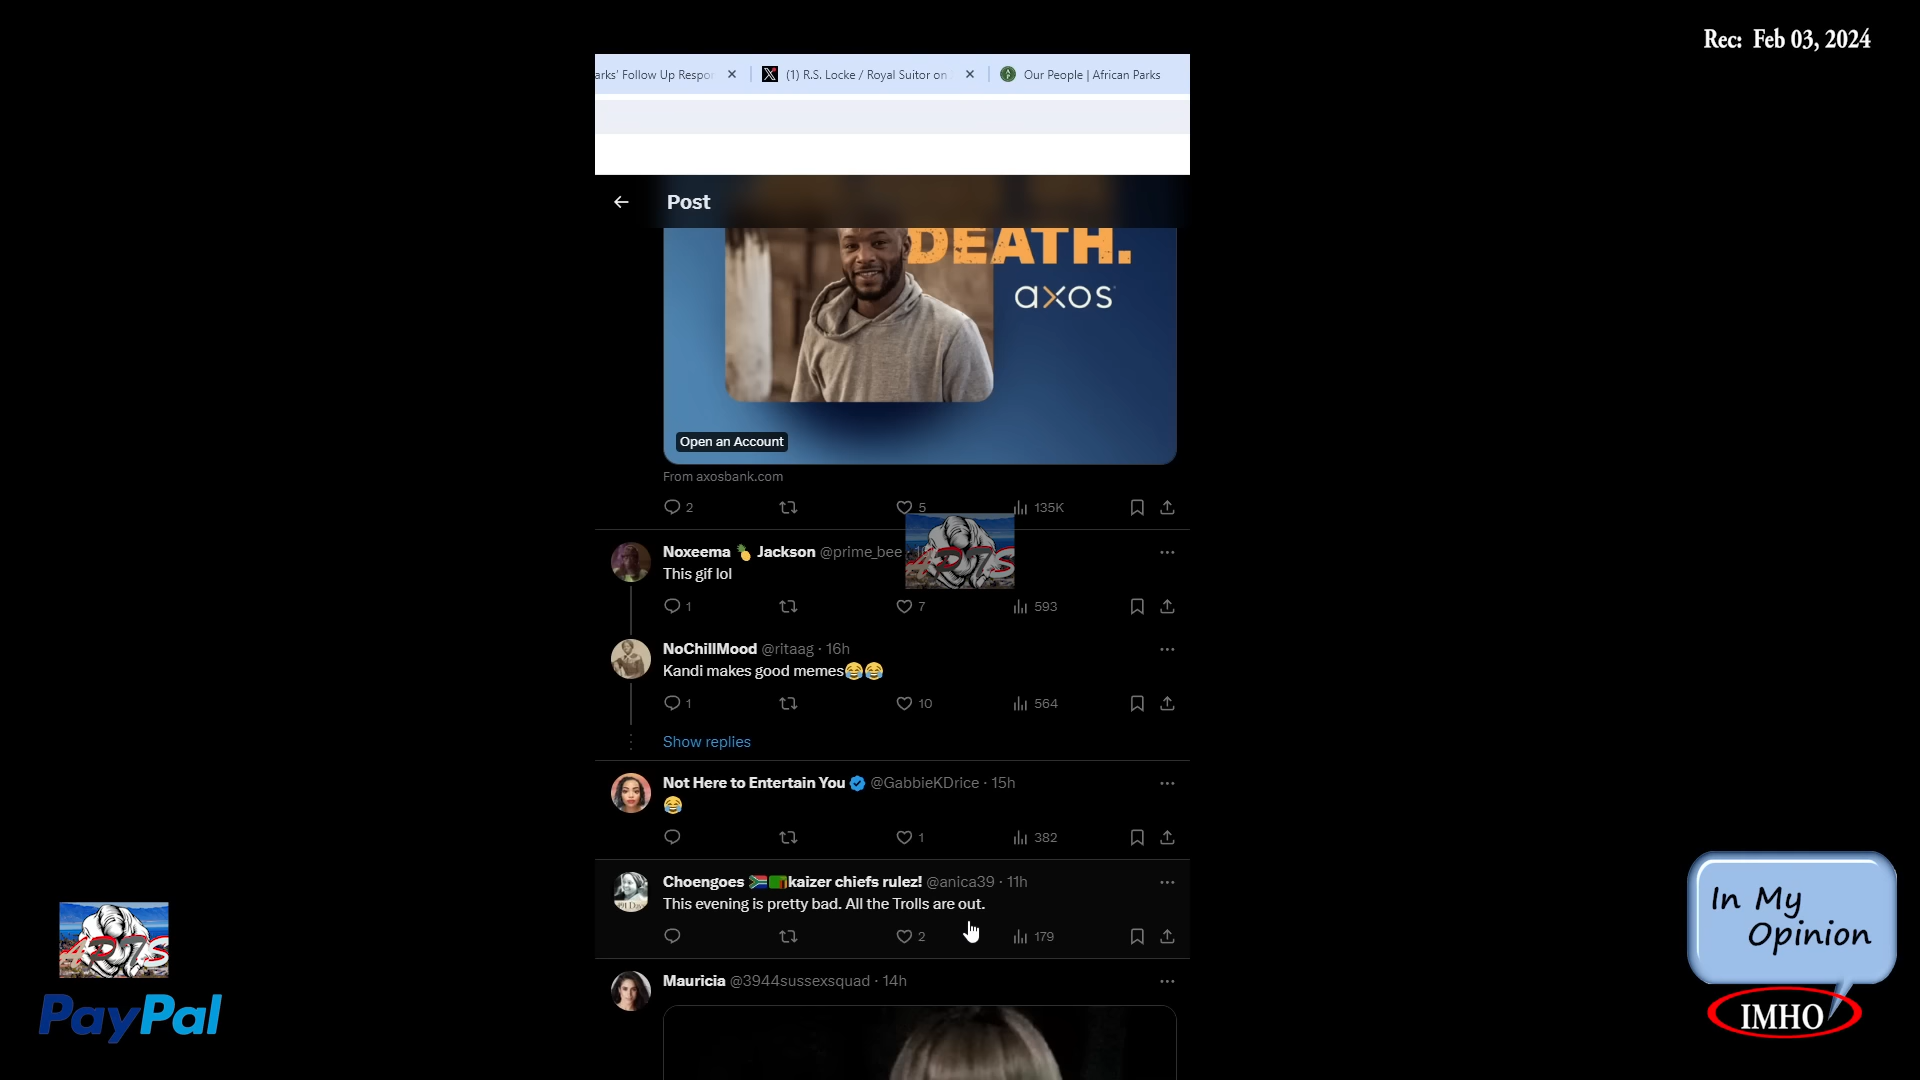 Rec: Feb 03, 2024
arks' Follow Up Respo
(1) R.S. Locke / Royal Suitor on
Our People | African Parks
Post
DEATH.
axos
Open an Account
From axosbank.com
2
5
135K
Noxeema 🍍 Jackson @prime_bee
This gif lol
1
7
593
NoChillMood @ritaag · 16h
Kandi makes good memes😂😂
1
10
564
Show replies
Not Here to Entertain You @GabbieKDrice · 15h
😂
1
382
Choengoes 🇿🇦🇿🇲kaizer chiefs rulez! @anica39 · 11h
This evening is pretty bad. All the Trolls are out.
2
179
Mauricia @3944sussexsquad · 14h
PayPal
In My
Opinion
IMHO